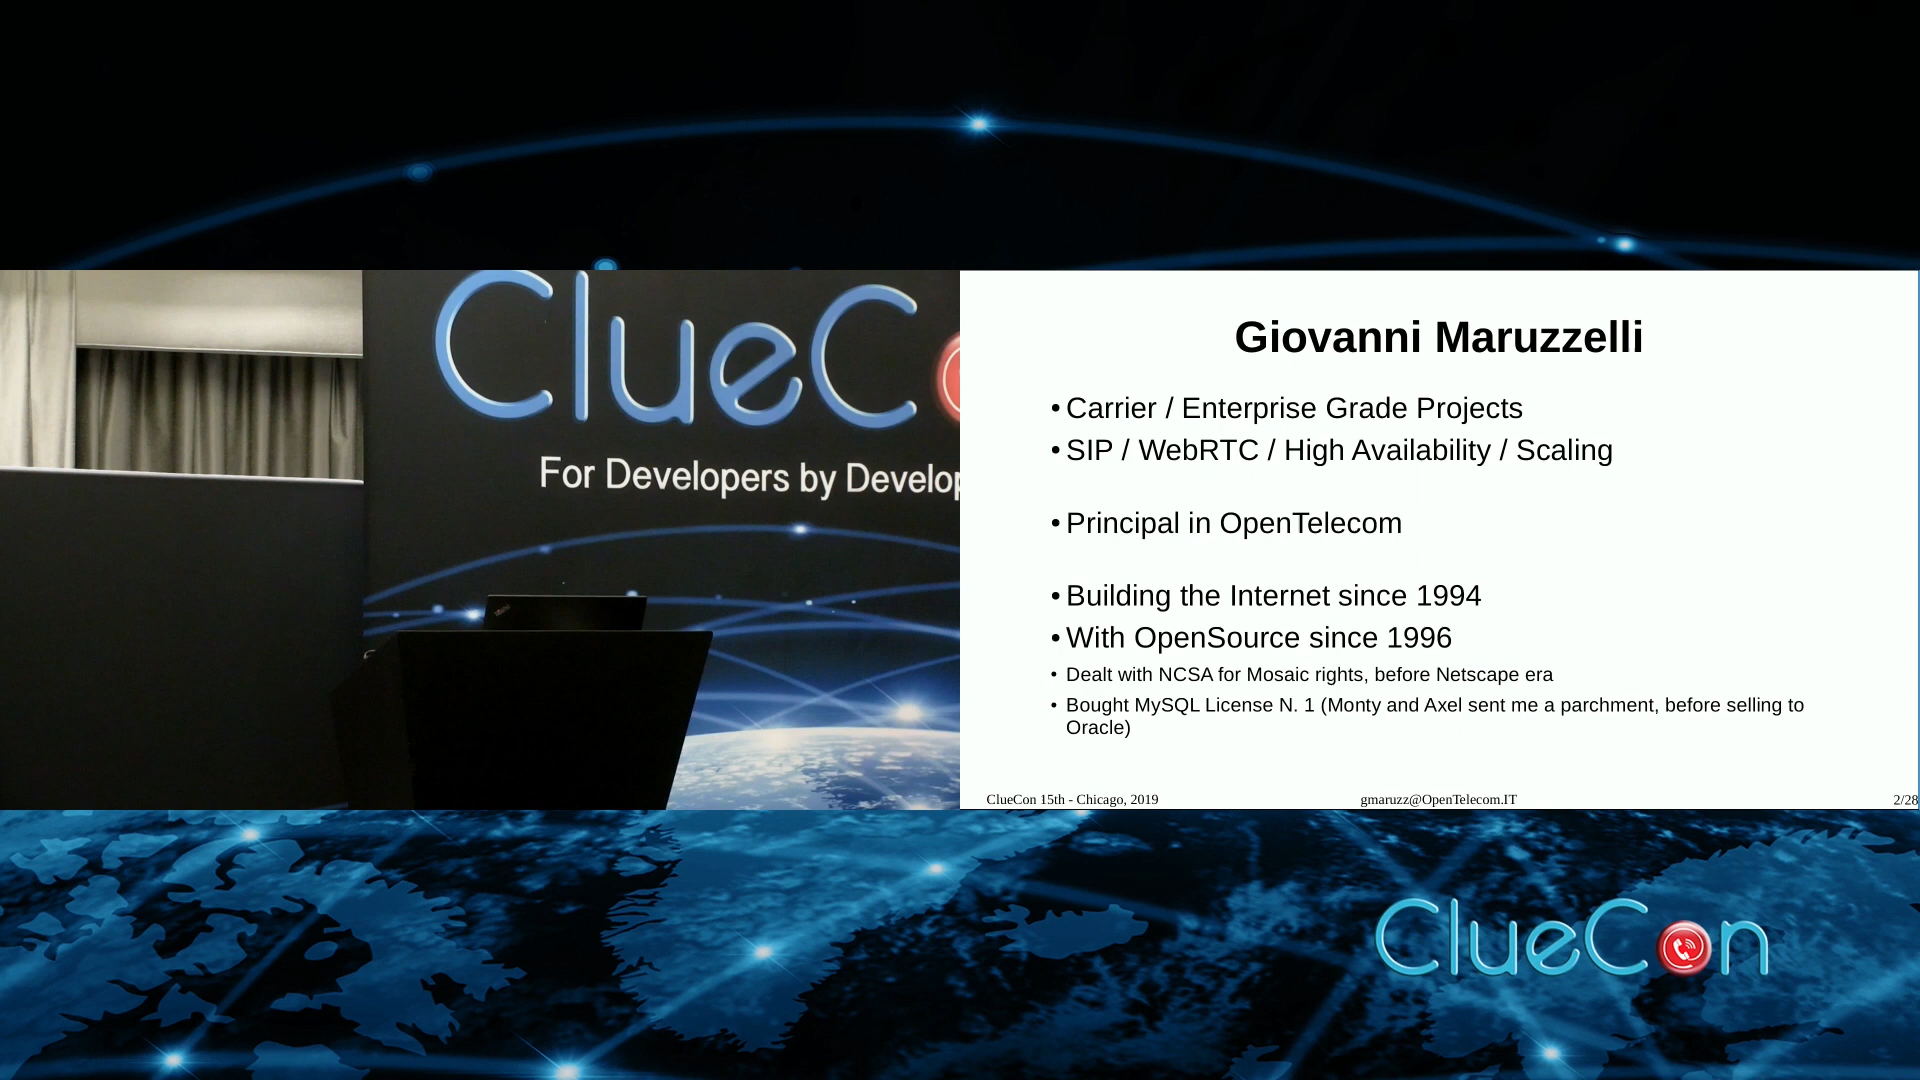 ClueC
For Developers by Develop
Giovanni Maruzzelli
• Carrier / Enterprise Grade Projects
• SIP / WebRTC / High Availability / Scaling
• Principal in OpenTelecom
• Building the Internet since 1994
• With OpenSource since 1996
• Dealt with NCSA for Mosaic rights, before Netscape era
• Bought MySQL License N. 1 (Monty and Axel sent me a parchment, before selling to
Oracle)
ClueCon 15th - Chicago, 2019
gmaruzz@OpenTelecom.IT
2/28
ClueCon